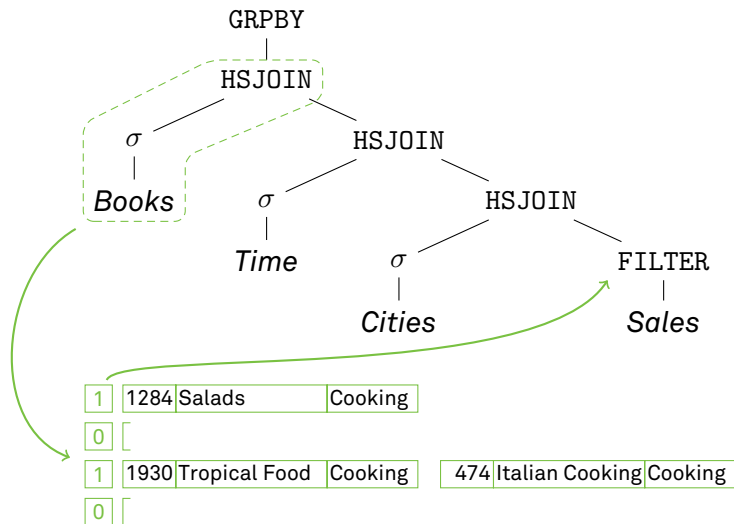 GRPBY
HSJOIN
σ HSJOIN
Books σ HSJOIN
Time σ FILTER
Cities Sales
1 1284 Salads Cooking
0
1 1930 Tropical Food Cooking 474 Italian Cooking Cooking
0